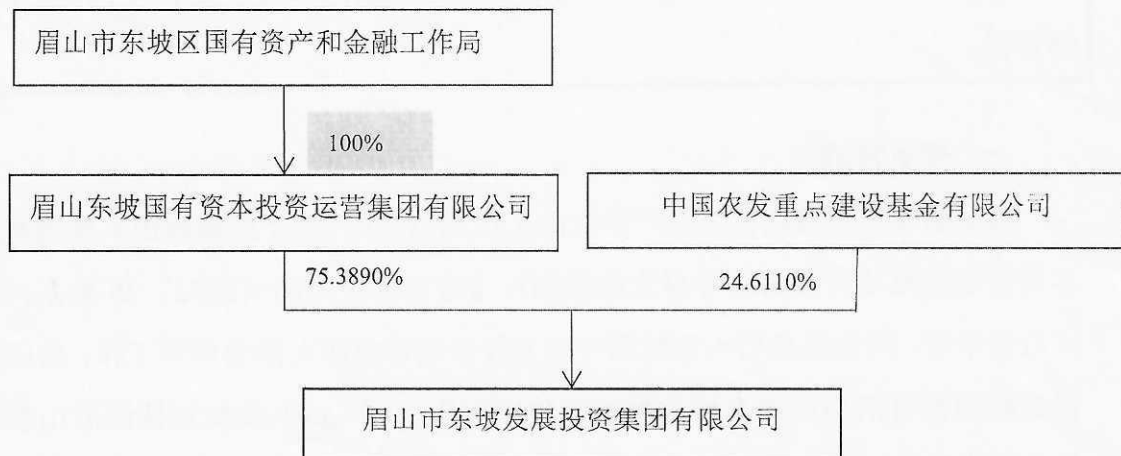 眉山市东坡区国有资产和金融工作局
100%
眉山东坡国有资本投资运营集团有限公司
中国农发重点建设基金有限公司
75.3890%
24.6110%
眉山市东坡发展投资集团有限公司